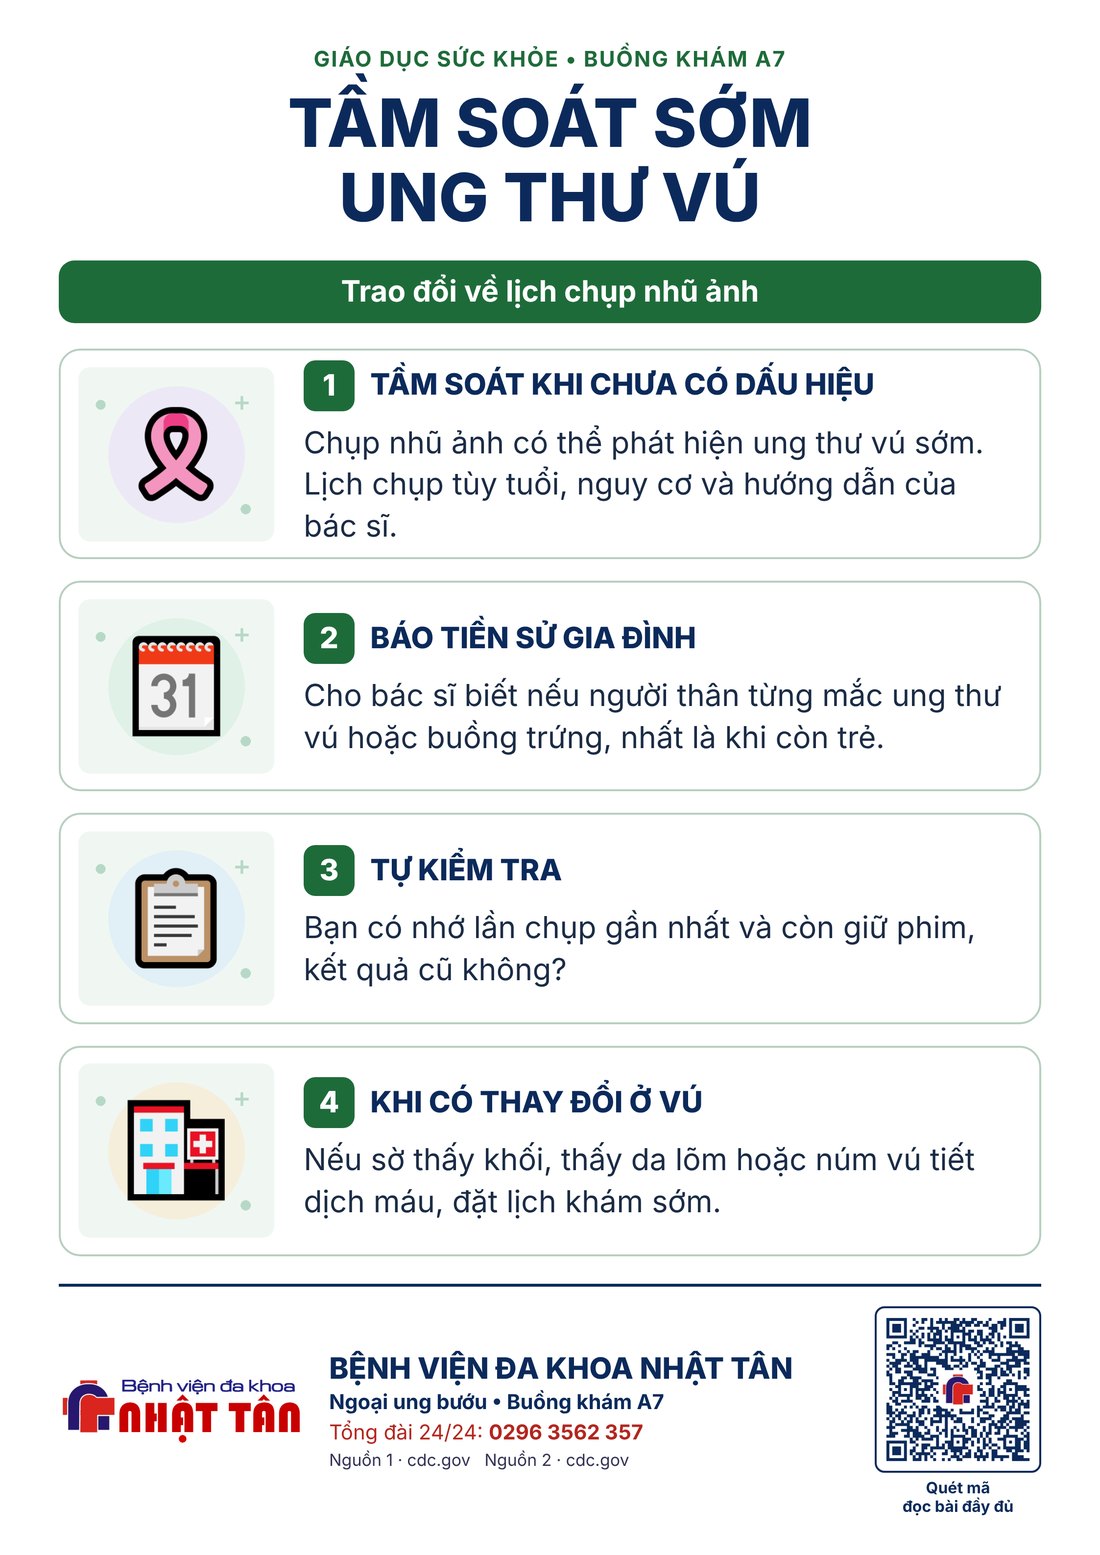 GIÁO DỤC SỨC KHỎE • BUỒNG KHÁM A7
TẦM SOÁT SỚM
UNG THƯ VÚ
Trao đổi về lịch chụp nhũ ảnh
1 TẦM SOÁT KHI CHƯA CÓ DẤU HIỆU
Chụp nhũ ảnh có thể phát hiện ung thư vú sớm.
Lịch chụp tùy tuổi, nguy cơ và hướng dẫn của
bác sĩ.
31
2 BÁO TIỀN SỬ GIA ĐÌNH
Cho bác sĩ biết nếu người thân từng mắc ung thư
vú hoặc buồng trứng, nhất là khi còn trẻ.
3 TỰ KIỂM TRA
Bạn có nhớ lần chụp gần nhất và còn giữ phim,
kết quả cũ không?
4 KHI CÓ THAY ĐỔI Ở VÚ
Nếu sờ thấy khối, thấy da lõm hoặc núm vú tiết
dịch máu, đặt lịch khám sớm.
Bệnh viện đa khoa
NHẬT TÂN
BỆNH VIỆN ĐA KHOA NHẬT TÂN
Ngoại ung bướu • Buồng khám A7
Tổng đài 24/24: 0296 3562 357
Nguồn 1 · cdc.gov Nguồn 2 · cdc.gov
Quét mã
đọc bài đầy đủ